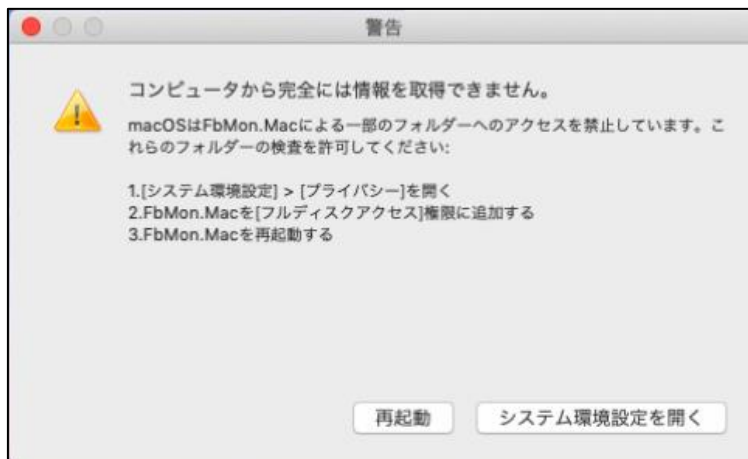 警告
コンピュータから完全には情報を取得できません。
macOSはFbMon.Macによる一部のフォルダーへのアクセスを禁止しています。こ
れらのフォルダーの検査を許可してください:
1.[システム環境設定] > [プライバシー]を開く
2.FbMon.Macを[フルディスクアクセス]権限に追加する
3.FbMon.Macを再起動する
再起動
システム環境設定を開く